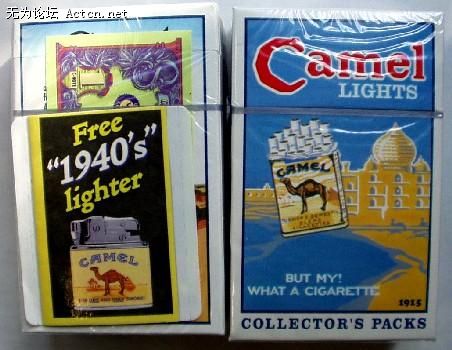 无为论坛 Actcn.net
Free
"1940's"
lighter
CAMEL
Camel
LIGHTS
CAMEL
BUT MY!
WHAT A CIGARETTE
1915
COLLECTOR'S PACKS